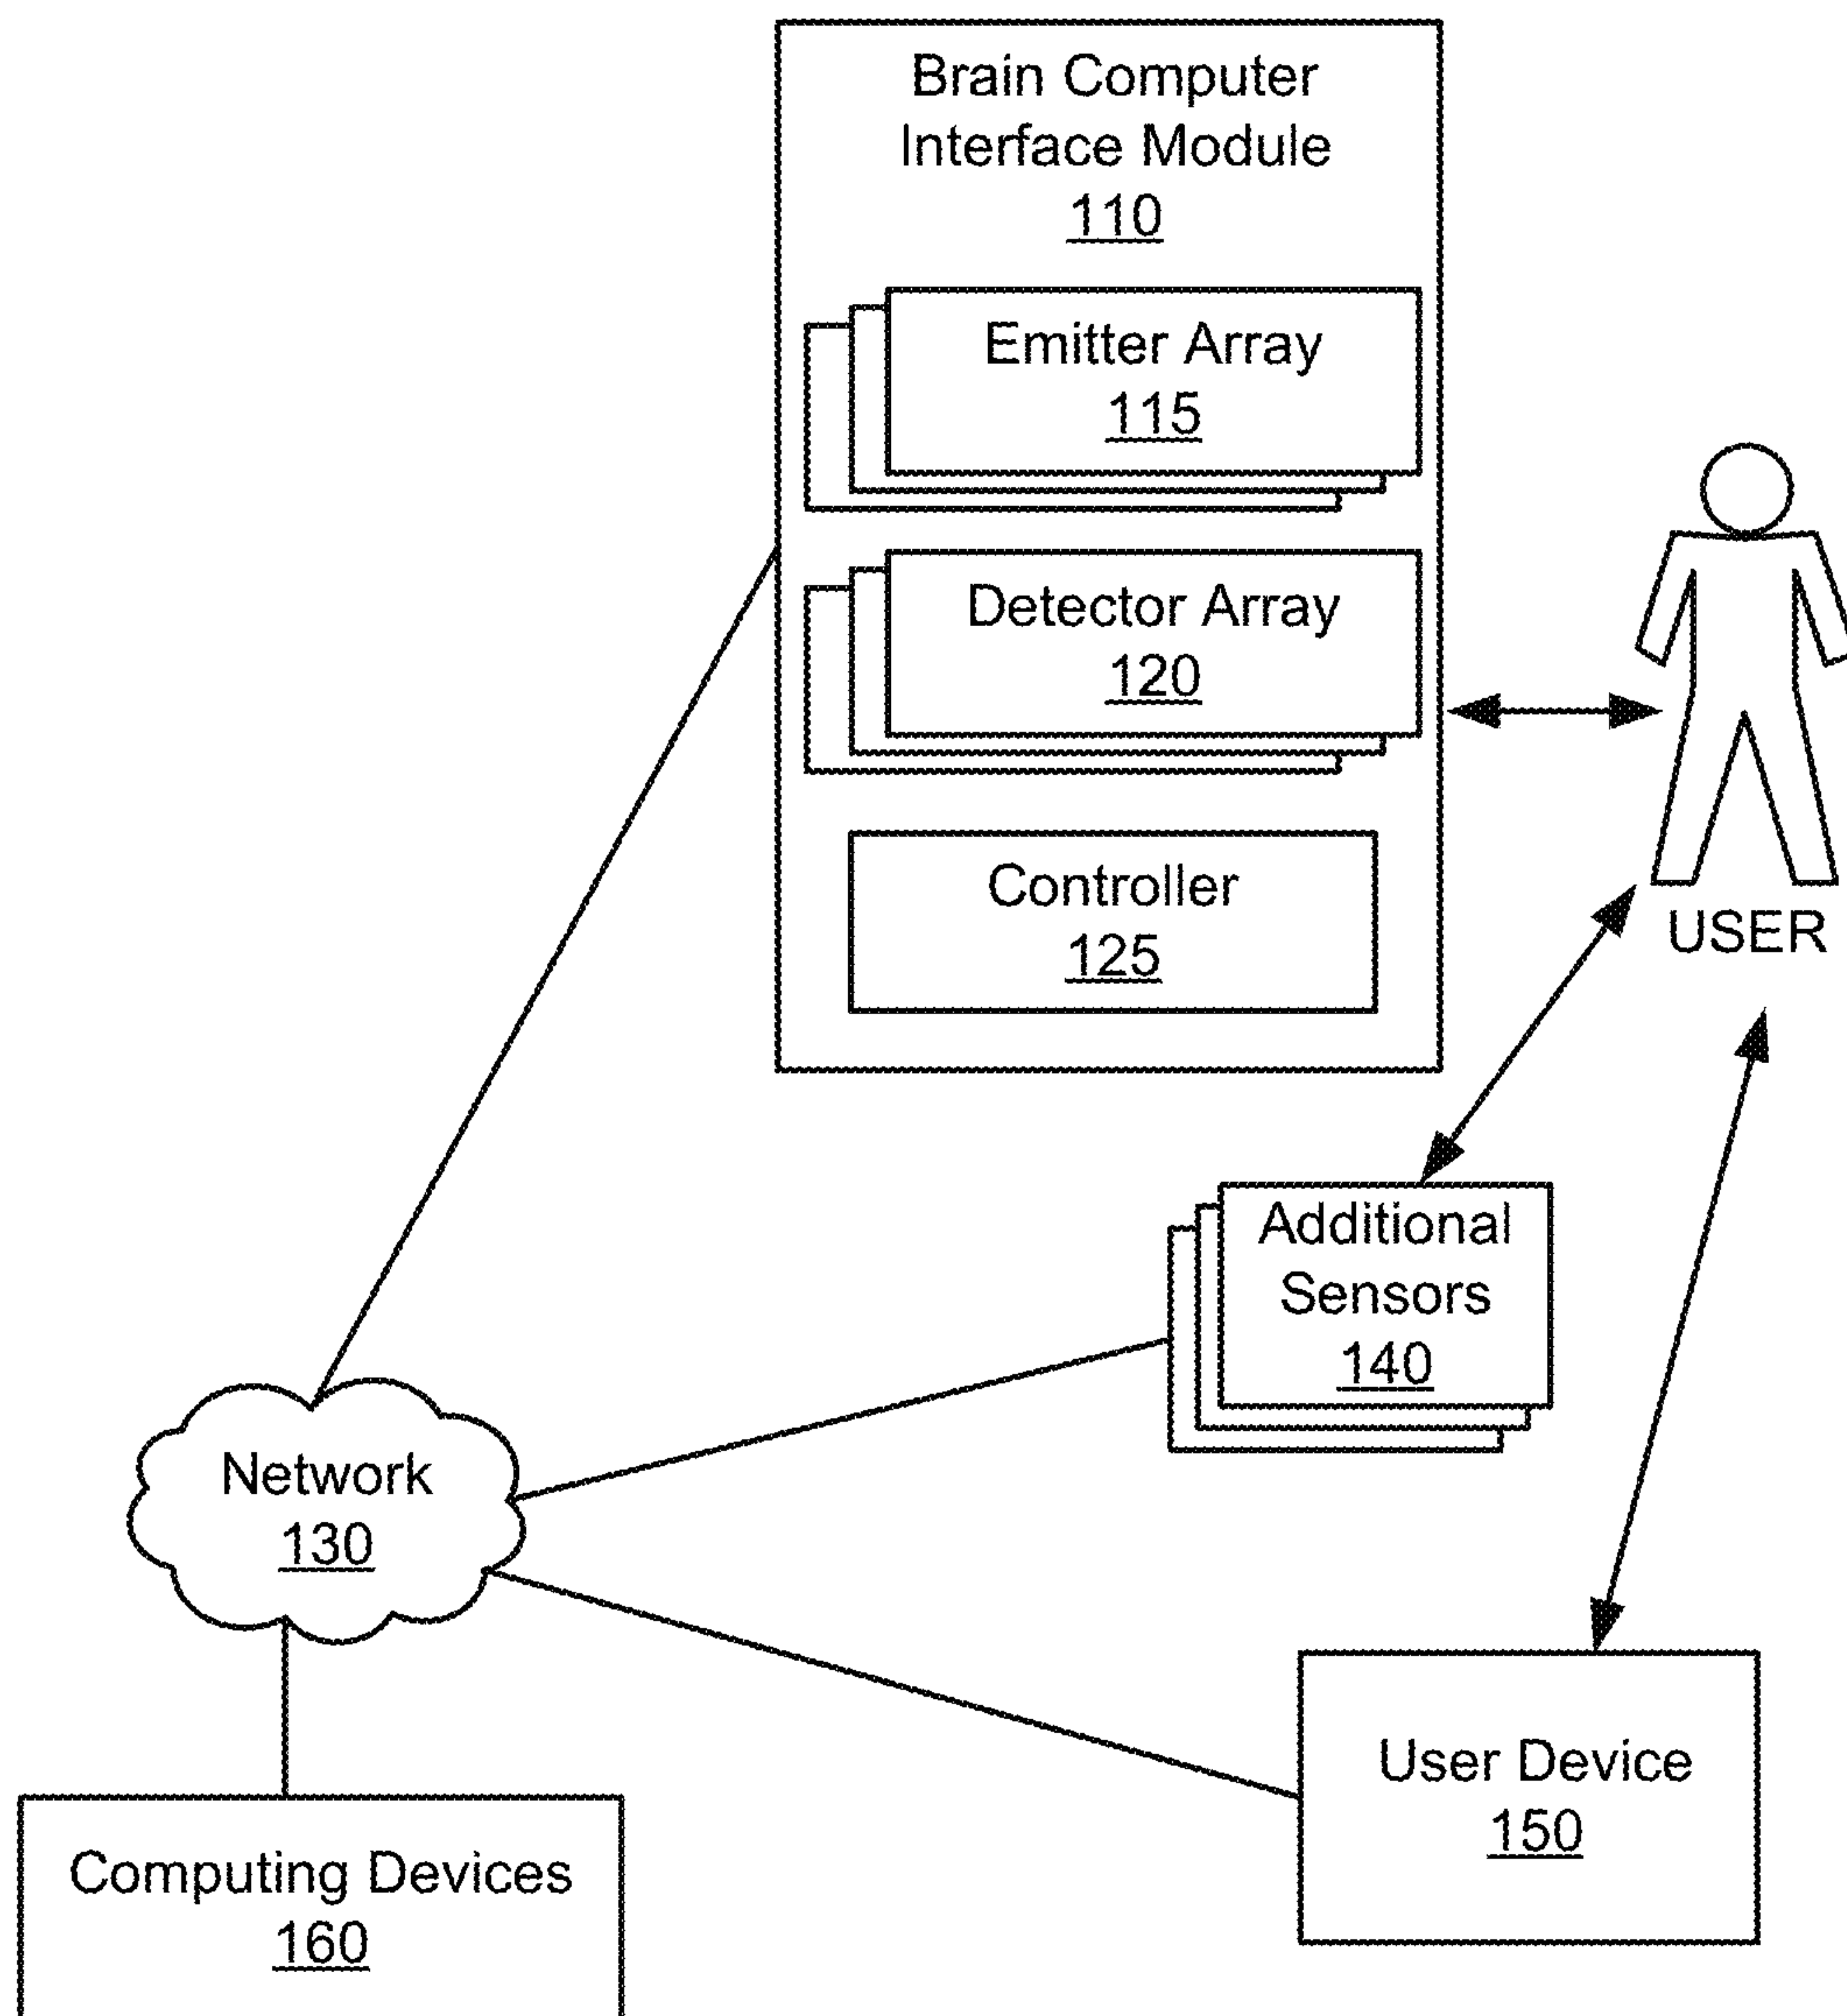 Brain Computer
Interface Module
110
Emitter Array
115
Detector Array
120
Controller
125
USER
Additional
Sensors
140
Network
130
User Device
150
Computing Devices
160